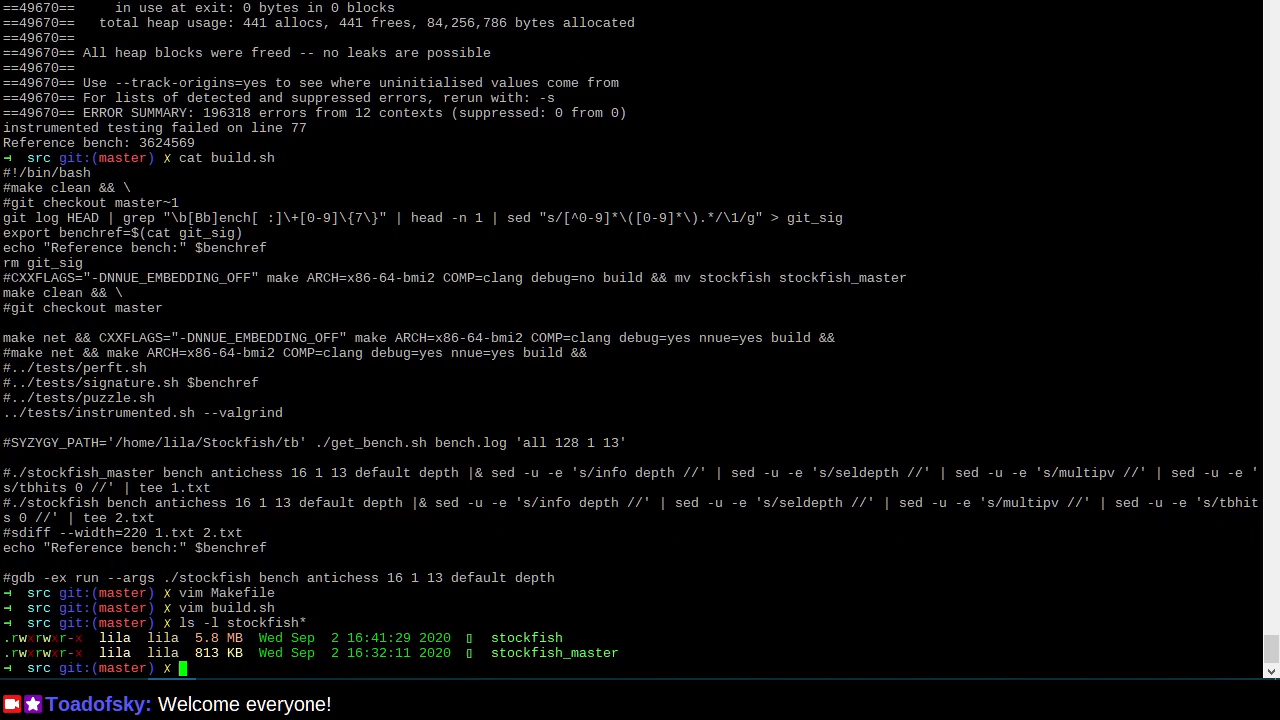 ==49670==     in use at exit: 0 bytes in 0 blocks
==49670==   total heap usage: 441 allocs, 441 frees, 84,256,786 bytes allocated
==49670==
==49670== All heap blocks were freed -- no leaks are possible
==49670==
==49670== Use --track-origins=yes to see where uninitialised values come from
==49670== For lists of detected and suppressed errors, rerun with: -s
==49670== ERROR SUMMARY: 196318 errors from 12 contexts (suppressed: 0 from 0)
instrumented testing failed on line 77
Reference bench: 3624569
src git:(master) ✗ cat build.sh
#!/bin/bash
#make clean && \
#git checkout master~1
git log HEAD | grep "\b[Bb]ench[ :]\+[0-9]\{7\}" | head -n 1 | sed "s/[^0-9]*\([0-9]*\).*/\1/g" > git_sig
export benchref=$(cat git_sig)
echo "Reference bench:" $benchref
rm git_sig
#CXXFLAGS="-DNNUE_EMBEDDING_OFF" make ARCH=x86-64-bmi2 COMP=clang debug=no build && mv stockfish stockfish_master
make clean && \
#git checkout master
make net && CXXFLAGS="-DNNUE_EMBEDDING_OFF" make ARCH=x86-64-bmi2 COMP=clang debug=yes nnue=yes build &&
#make net && make ARCH=x86-64-bmi2 COMP=clang debug=yes nnue=yes build &&
#../tests/perft.sh
#../tests/signature.sh $benchref
#../tests/puzzle.sh
../tests/instrumented.sh --valgrind
#SYZYGY_PATH='/home/lila/Stockfish/tb' ./get_bench.sh bench.log 'all 128 1 13'
#./stockfish_master bench antichess 16 1 13 default depth |& sed -u -e 's/info depth //' | sed -u -e 's/seldepth //' | sed -u -e 's/multipv //' | sed -u -e '
s/tbhits 0 //' | tee 1.txt
#./stockfish bench antichess 16 1 13 default depth |& sed -u -e 's/info depth //' | sed -u -e 's/seldepth //' | sed -u -e 's/multipv //' | sed -u -e 's/tbhit
s 0 //' | tee 2.txt
#sdiff --width=220 1.txt 2.txt
echo "Reference bench:" $benchref
#gdb -ex run --args ./stockfish bench antichess 16 1 13 default depth
src git:(master) ✗ vim Makefile
src git:(master) ✗ vim build.sh
src git:(master) ✗ ls -l stockfish*
.rwxrwxr-x  lila  lila  5.8 MB  Wed Sep  2 16:41:29 2020  stockfish
.rwxrwxr-x  lila  lila  813 KB  Wed Sep  2 16:32:11 2020  stockfish_master
src git:(master) ✗
Toadofsky: Welcome everyone!